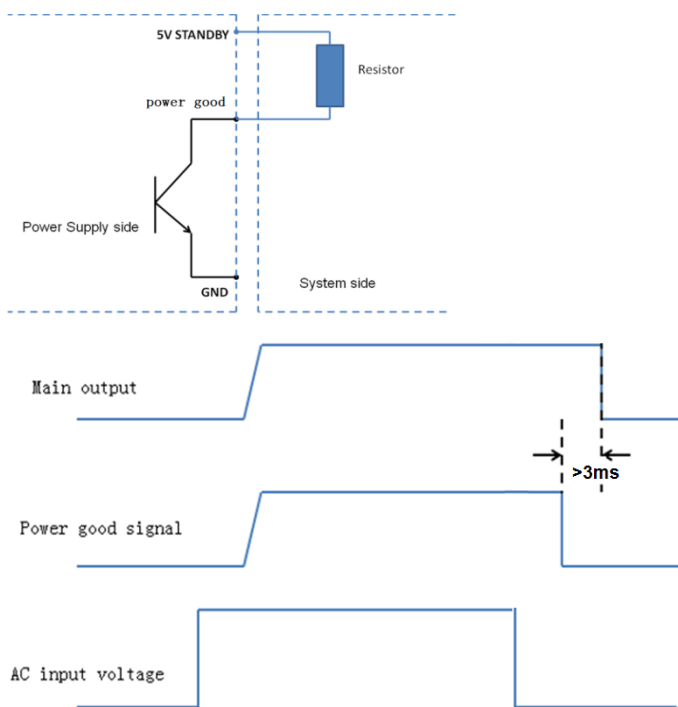 5V STANDBY
Resistor
power good
Power Supply side
GND
System side
Main output
>3ms
Power good signal
AC input voltage